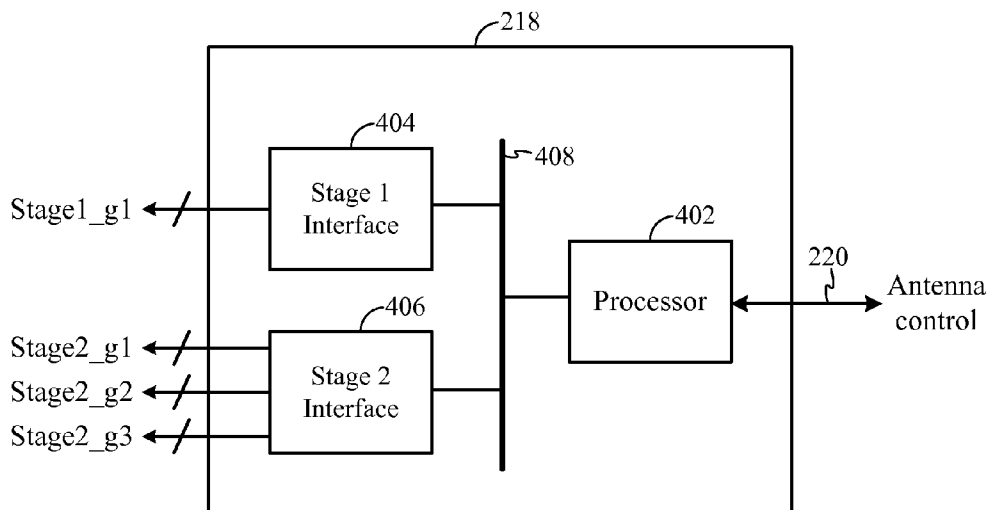 218
404
408
Stage 1
Interface
Stage1_g1
402
220
Processor
Antenna
control
406
Stage 2
Interface
Stage2_g1
Stage2_g2
Stage2_g3